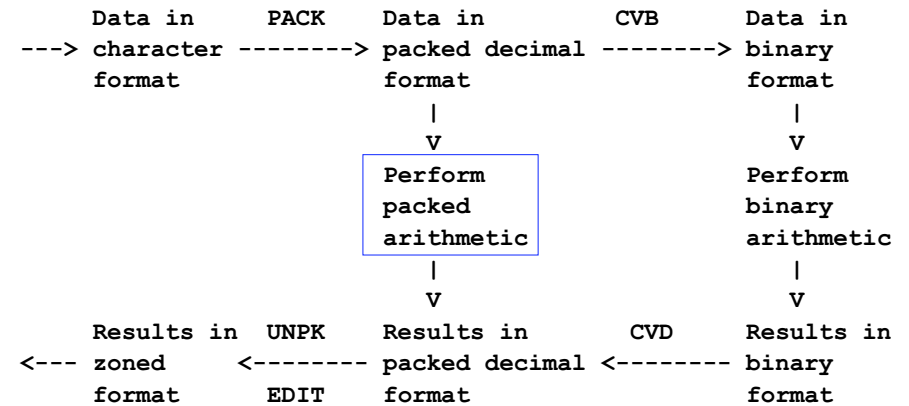 Data in PACK Data in CVB Data in
---> character --------> packed decimal --------> binary
format format format
| |
V V
Perform Perform
packed binary
arithmetic arithmetic
| |
V V
Results in UNPK Results in CVD Results in
<--- zoned <-------- packed decimal <-------- binary
format EDIT format format